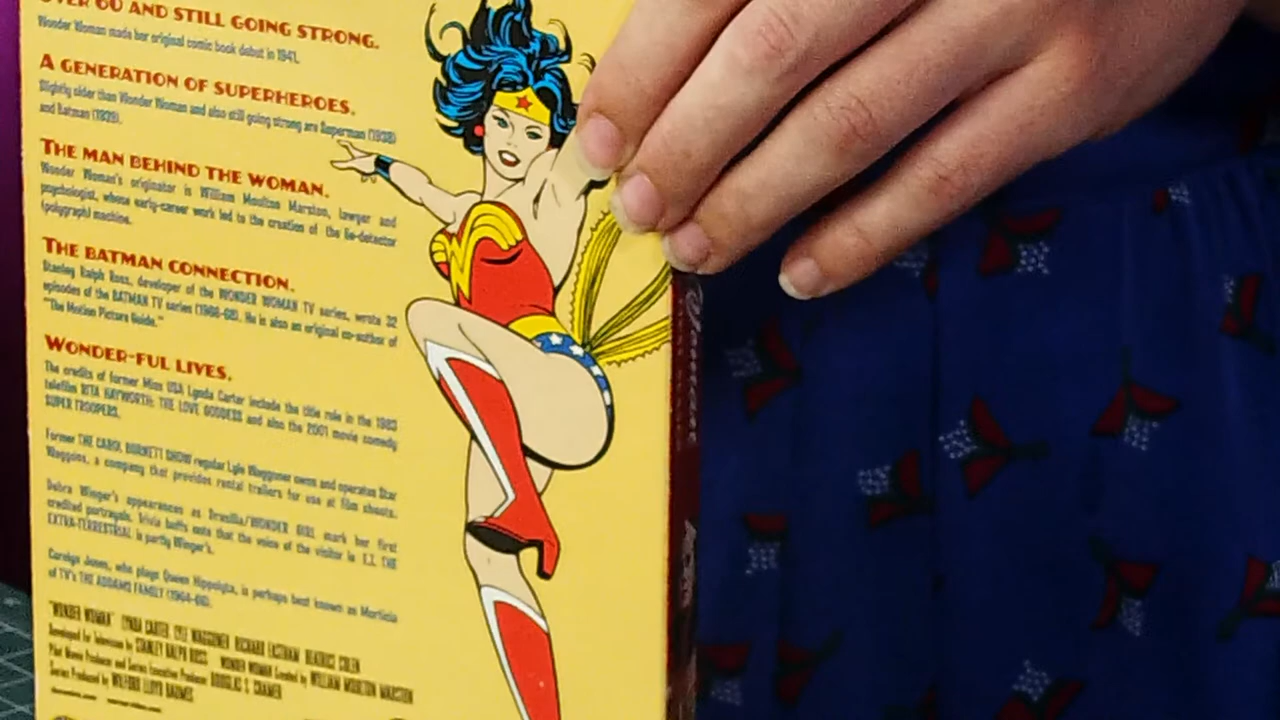 OVER 60 AND STILL GOING STRONG.
Wonder Woman made her original comic book debut in 1941.
A GENERATION OF SUPERHEROES.
Slightly older than Wonder Woman and also still going strong are Superman (1938)
and Batman (1939).
THE MAN BEHIND THE WOMAN.
Wonder Woman's originator is William Moulton Marston, lawyer and
psychologist, whose early-career work led to the creation of the lie-detector
(polygraph) machine.
THE BATMAN CONNECTION.
Stanley Ralph Ross, developer of the WONDER WOMAN TV series, wrote 32
episodes of the BATMAN TV series (1966-68). He is also an original co-author of
"The Motion Picture Guide."
WONDER-FUL LIVES.
The credits of former Miss USA Lynda Carter include the title role in the 1983
telefilm RITA HAYWORTH: THE LOVE GODDESS and also the 2001 movie comedy
SUPER TROOPERS.
Former THE CAROL BURNETT SHOW regular Lyle Waggoner owns and operates Star
Waggons, a company that provides rental trailers for use at film shoots.
Debra Winger's appearances as Drusilla/WONDER GIRL mark her first
credited portrayals. Trivia buffs note that the voice of the visitor in E.T. THE
EXTRA-TERRESTRIAL is partly Winger's.
Carolyn Jones, who plays Queen Hippolyta, is perhaps best known as Morticia
of TV's THE ADDAMS FAMILY (1964-66).
"WONDER WOMAN" LYNDA CARTER LYLE WAGGONER RICHARD EASTHAM BEATRICE COLEN
Developed for Television by STANLEY RALPH ROSS WONDER WOMAN Created by WILLIAM MOULTON MARSTON
Pilot Movie Producer and Series Executive Producer DOUGLAS S. CRAMER
Series Produced by WILFORD LLOYD BAUMES
Woman